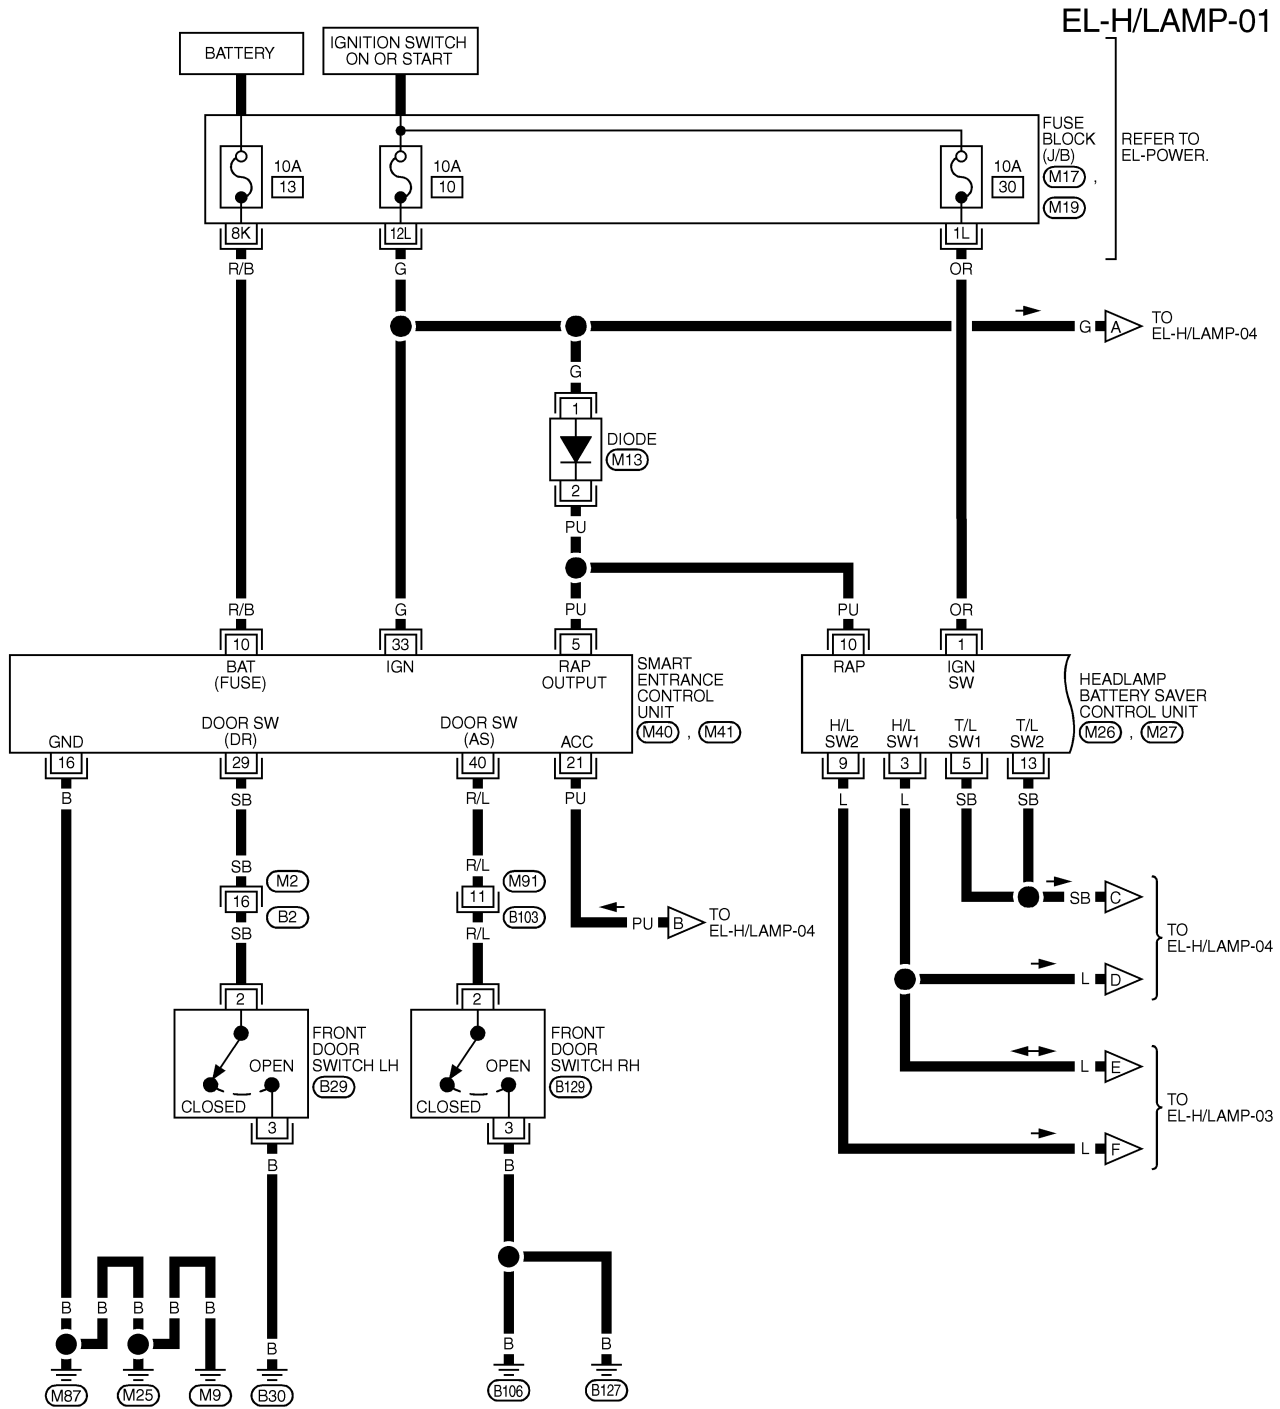 EL-H/LAMP-01
BATTERY
IGNITION SWITCH
ON OR START
FUSE
BLOCK
(J/B)
M17 ,
M19
REFER TO
EL-POWER.
10A
13
10A
10
10A
30
8K
12L
1L
R/B
G
OR
G
A
TO
EL-H/LAMP-04
G
1
DIODE
M13
2
PU
R/B
G
PU
PU
OR
10
33
5
10
1
BAT
(FUSE)
IGN
RAP
OUTPUT
SMART
ENTRANCE
CONTROL
UNIT
M40 , M41
RAP
IGN
SW
HEADLAMP
BATTERY SAVER
CONTROL UNIT
M26 , M27
GND
DOOR SW
(DR)
DOOR SW
(AS)
ACC
H/L
SW2
H/L
SW1
T/L
SW1
T/L
SW2
16
29
40
21
9
3
5
13
B
SB
R/L
PU
L
L
SB
SB
SB
M2
16
B2
SB
R/L
M91
11
B103
R/L
PU
B
TO
EL-H/LAMP-04
SB
C
TO
EL-H/LAMP-04
L
D
2
FRONT
DOOR
SWITCH LH
B29
OPEN
CLOSED
3
2
FRONT
DOOR
SWITCH RH
B129
OPEN
CLOSED
3
L
E
TO
EL-H/LAMP-03
L
F
B
B
B
B
B
B
B
B
B
B
M87
M25
M9
B30
B106
B127